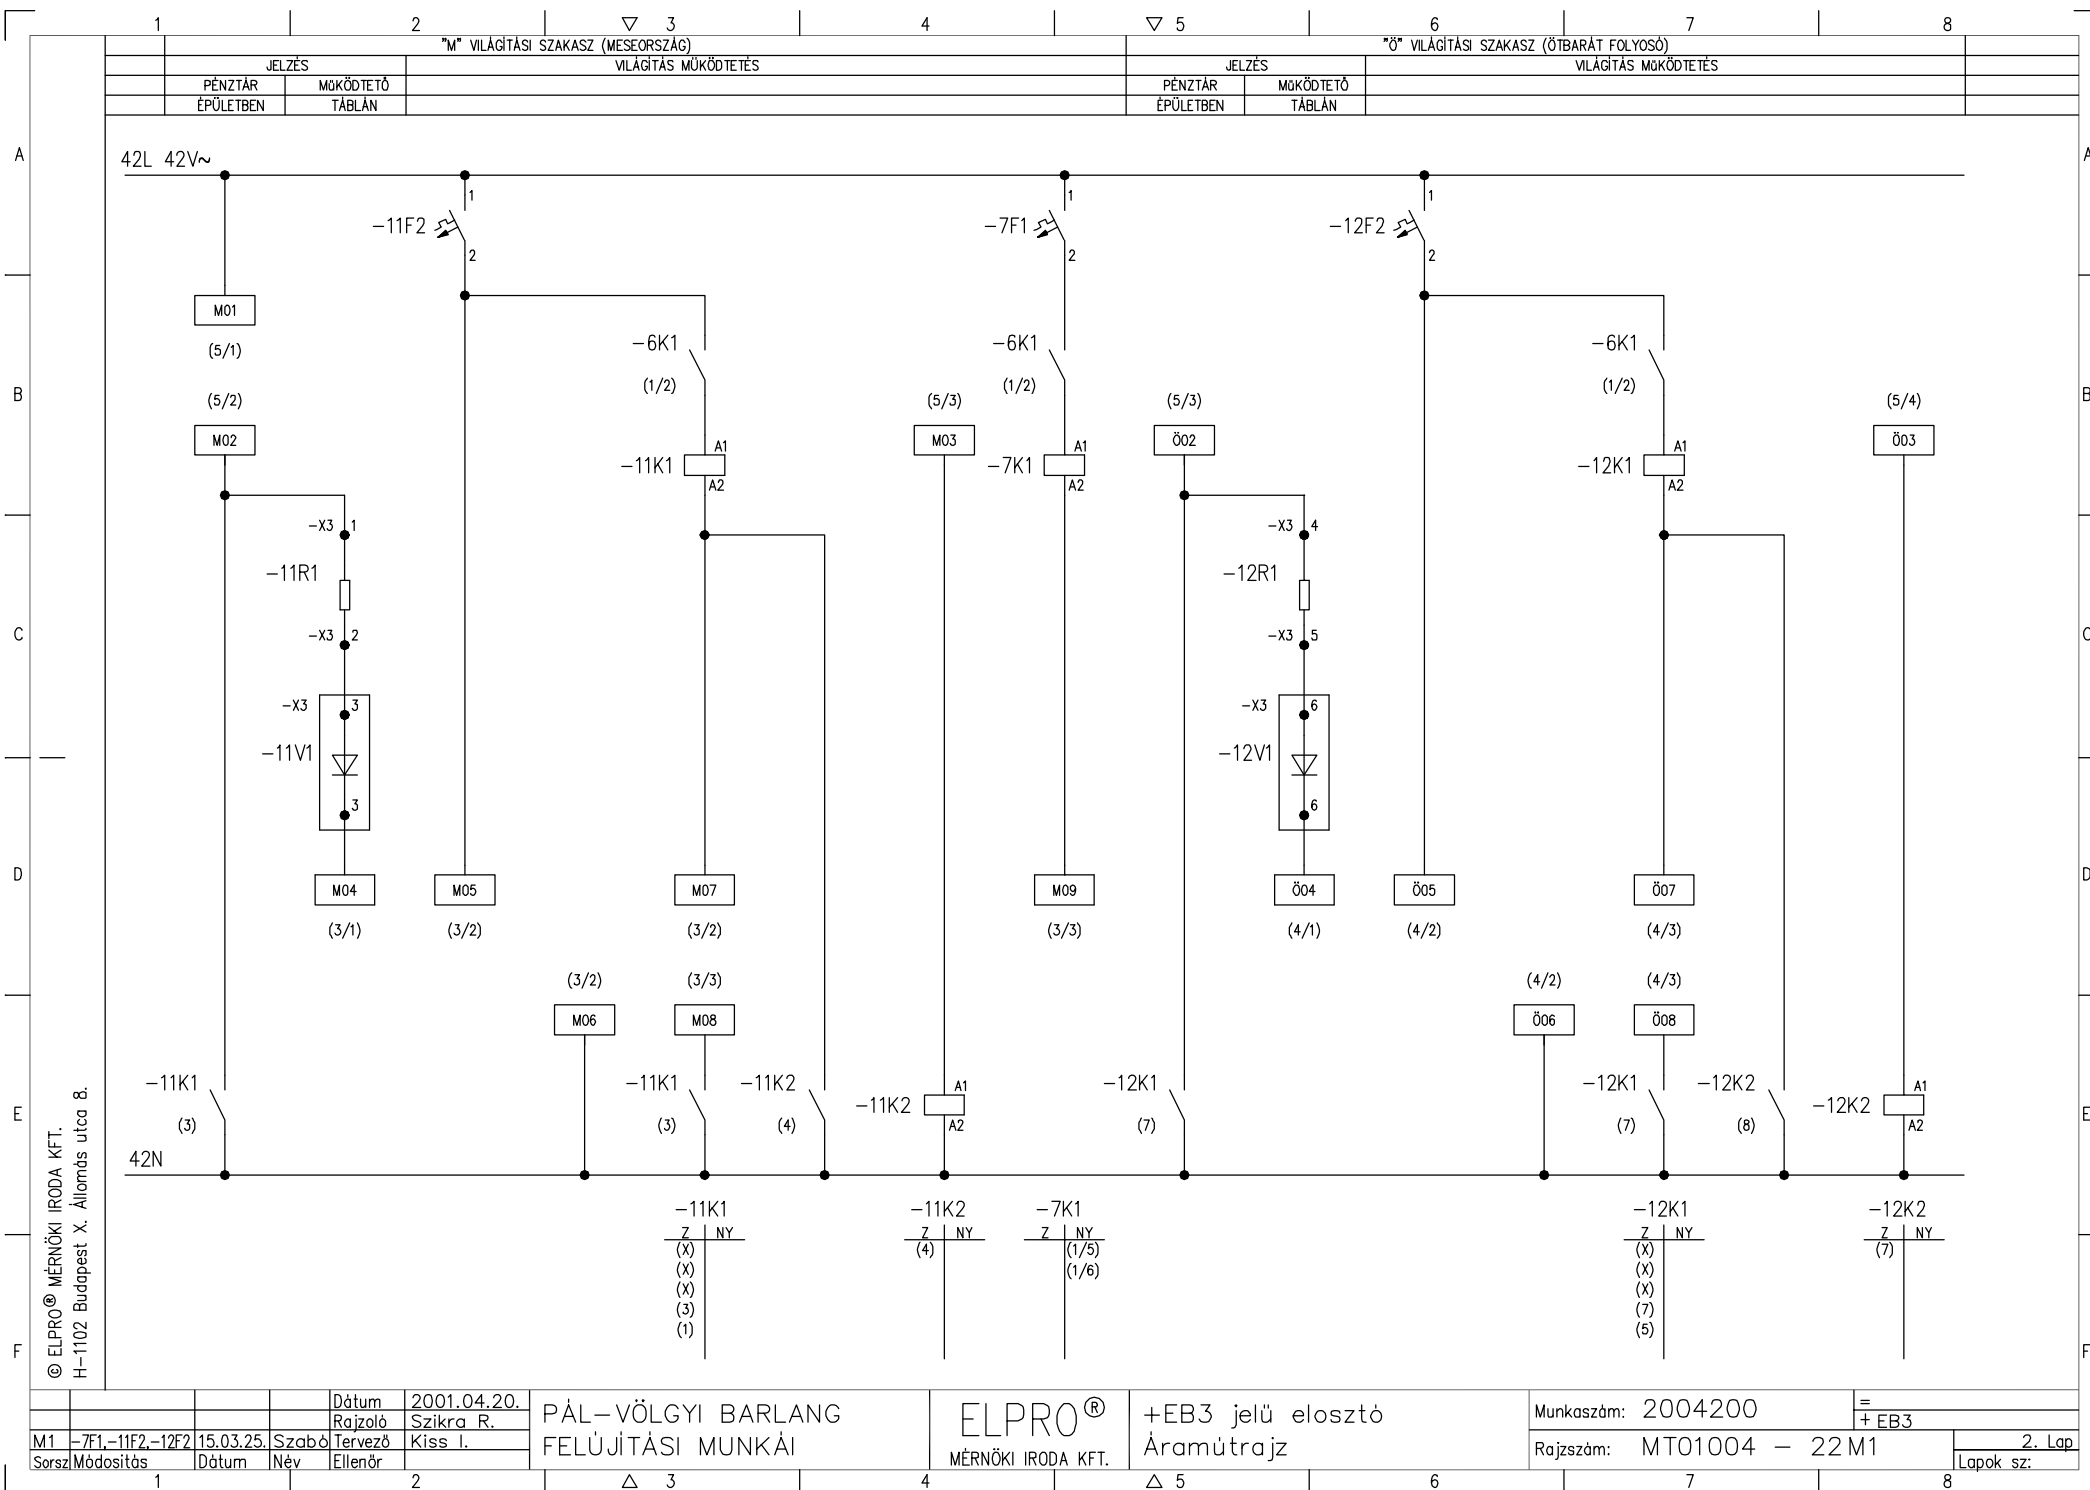 1 2 3 4 5 6 7 8
"M" VILÁGÍTÁSI SZAKASZ (MESEORSZÁG) "Ö" VILÁGÍTÁSI SZAKASZ (ÖTBARÁT FOLYOSÓ)
JELZÉS VILÁGÍTÁS MŰKÖDTETÉS JELZÉS VILÁGÍTÁS MűKÖDTETÉS
PÉNZTÁR MűKÖDTETŐ PÉNZTÁR MűKÖDTETŐ
ÉPÜLETBEN TÁBLÁN ÉPÜLETBEN TÁBLÁN
A A
42L 42V~
1 1 1
-11F2 -7F1 -12F2
2 2 2
M01
(5/1)
-6K1 -6K1 -6K1
(1/2) (1/2) (1/2)
B B
(5/2) (5/3) (5/3) (5/4)
M02 M03 Ö02 Ö03
A1 A1 A1
-11K1 -7K1 -12K1
A2 A2 A2
-X3 1 -X3 4
-11R1 -12R1
C -X3 2 -X3 5 C
-X3 3 -X3 6
-11V1 -12V1
3 6
D D
M04 M05 M07 M09 Ö04 Ö05 Ö07
(3/1) (3/2) (3/2) (3/3) (4/1) (4/2) (4/3)
(3/2) (3/3) (4/2) (4/3)
M06 M08 Ö06 Ö08
-11K1 -11K1 -11K2 A1 -12K1 -12K1 -12K2 A1
-11K2 -12K2
E (3) (3) (4) A2 (7) (7) (8) A2 E
42N
-11K1 -11K2 -7K1 -12K1 -12K2
Z NY Z NY Z NY Z NY Z NY
(X) (4) (1/5) (X) (7)
(X) (1/6) (X)
(X) (X)
(3) (7)
(1) (5)
F F
© ELPRO® MÉRNÖKI IRODA KFT.
H-1102 Budapest X. Állomás utca 8.
Dátum 2001.04.20.
Rajzoló Szikra R.
M1 -7F1,-11F2,-12F2 15.03.25. Szabó Tervező Kiss I.
Sorsz Módosítás Dátum Név Ellenőr
PÁL-VÖLGYI BARLANG
FELÚJÍTÁSI MUNKÁI
ELPRO®
MÉRNÖKI IRODA KFT.
+EB3 jelű elosztó
Áramútrajz
Munkaszám: 2004200
=
+ EB3
Rajzszám: MT01004 - 22 M1
2. Lap
Lapok sz:
1 2 3 4 5 6 7 8